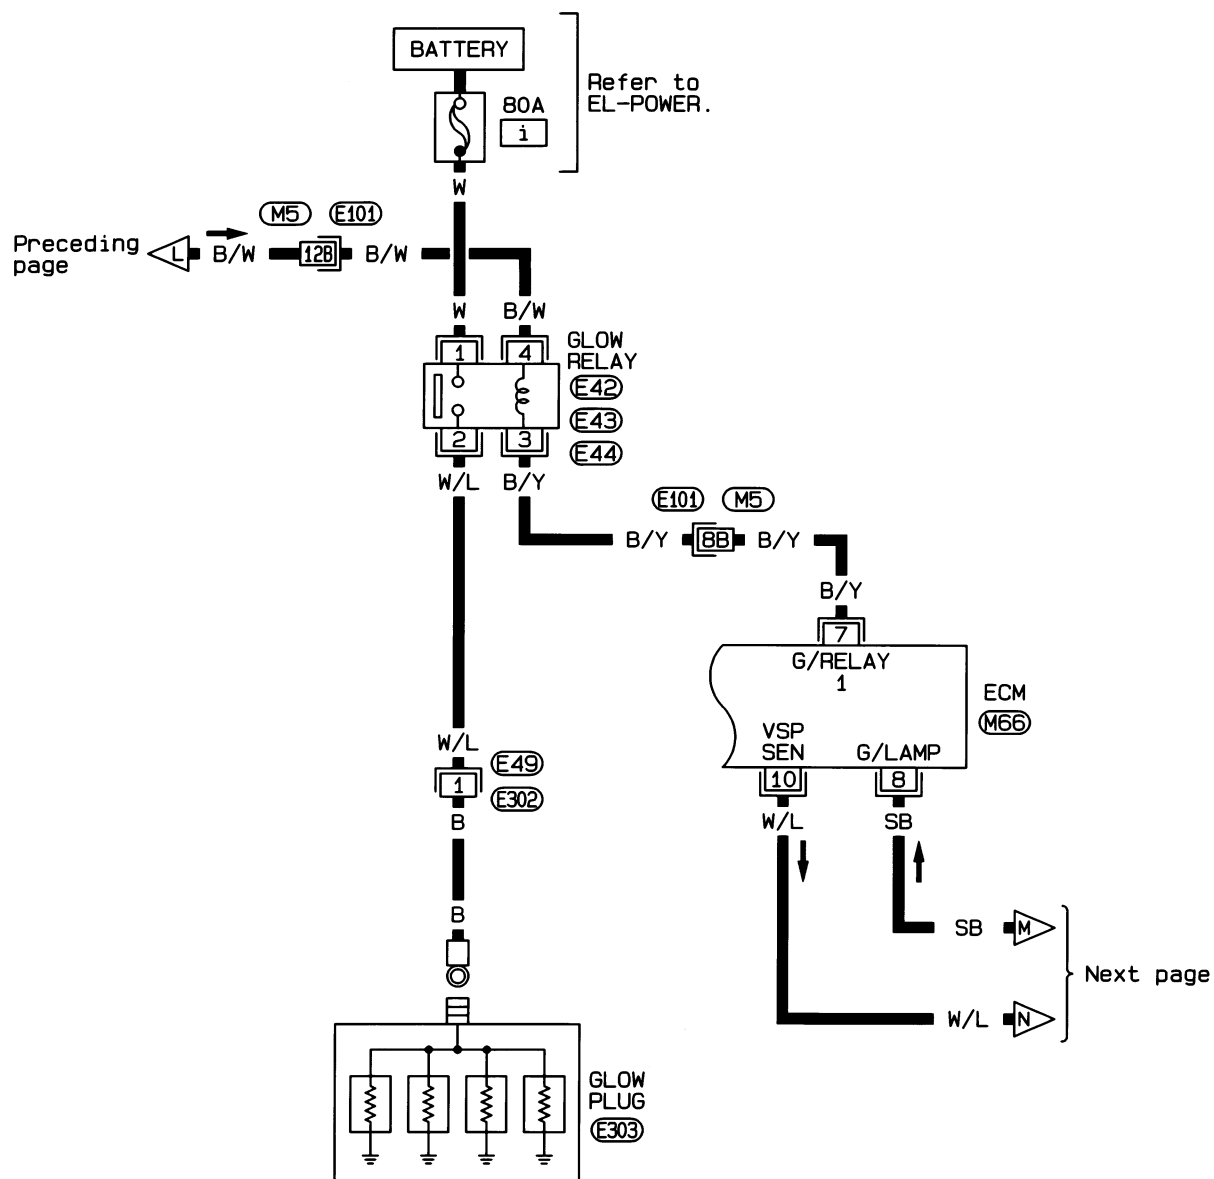 BATTERY
Refer to
EL-POWER.
80A
i
W
M5 E101
Preceding
page
L B/W 12B B/W
W B/W
1 4
GLOW
RELAY
E42
E43
E44
2 3
W/L B/Y
E101 M5
B/Y 8B B/Y
B/Y
7
G/RELAY
1
ECM
M66
VSP
SEN
G/LAMP
10 8
W/L SB
W/L
E49
1
E302
B
B
SB M
Next page
W/L N
GLOW
PLUG
E303